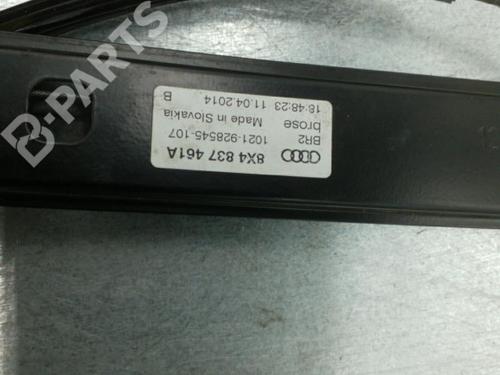 8X4 837 461A
BR2 1021-928545-107
brose Made in Slovakia
18:48:23 11.04.2014 B
B-PARTS